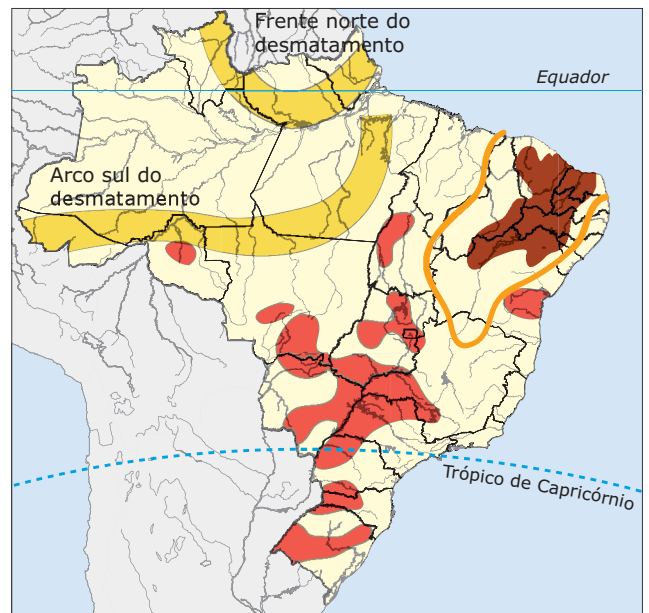 Frente norte do
desmatamento
Equador
Arco sul do
desmatamento
Trópico de Capricórnio